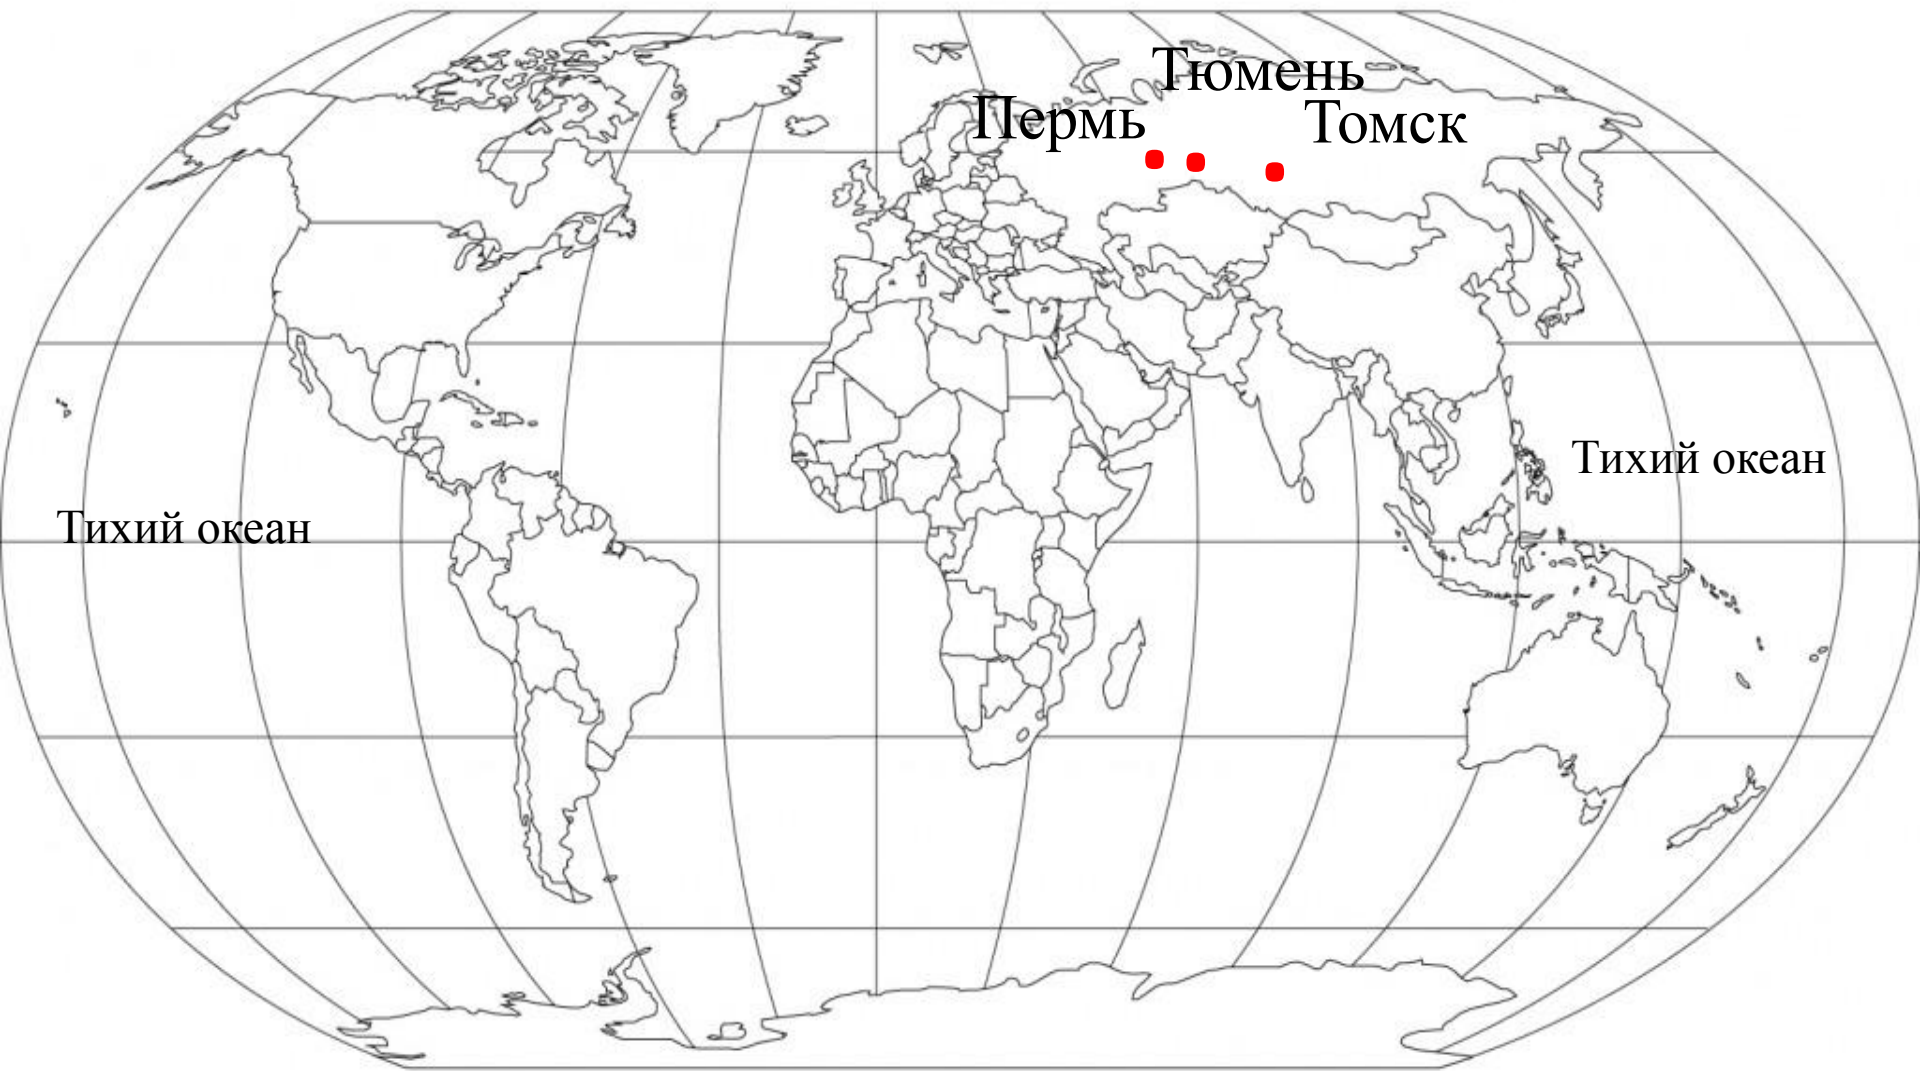 Тюмень
Пермь
Томск
Тихий океан
Тихий океан